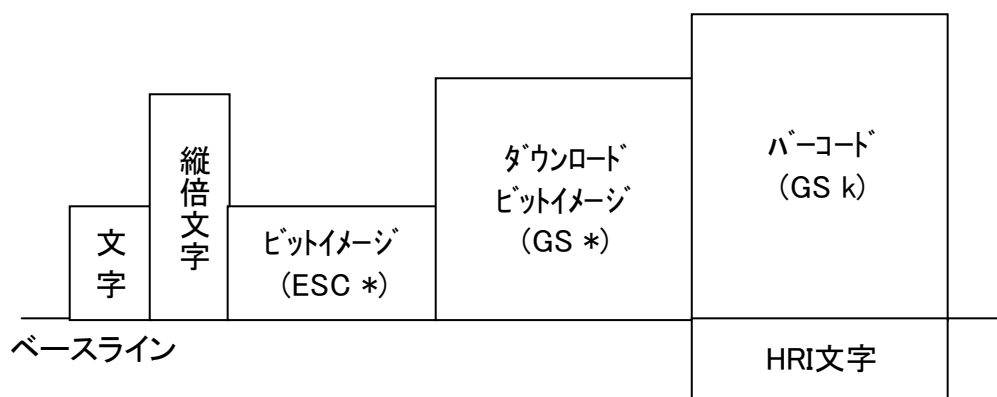 文字
縦倍文字
ﾋﾞｯﾄｲﾒｰｼﾞ
(ESC *)
ﾀﾞｳﾝﾛｰﾄﾞ
ﾋﾞｯﾄｲﾒｰｼﾞ
(GS *)
ﾊﾞｰｺｰﾄﾞ
(GS k)
ベースライン
HRI文字